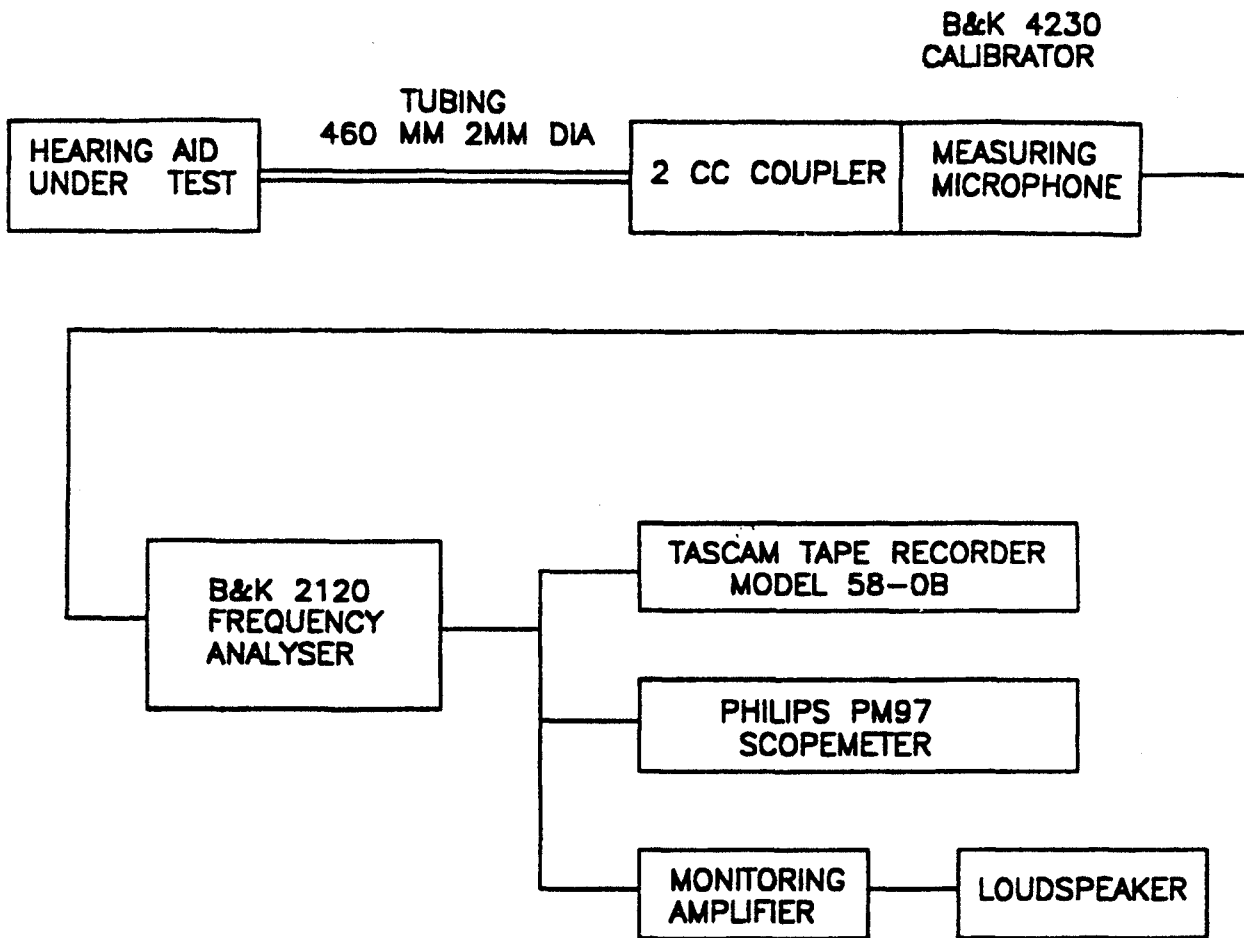 B&K 4230
CALIBRATOR
TUBING
460 MM 2MM DIA
HEARING AID
UNDER TEST
2 CC COUPLER
MEASURING
MICROPHONE
B&K 2120
FREQUENCY
ANALYSER
TASCAM TAPE RECORDER
MODEL 58-OB
PHILIPS PM97
SCOPEMETER
MONITORING
AMPLIFIER
LOUDSPEAKER